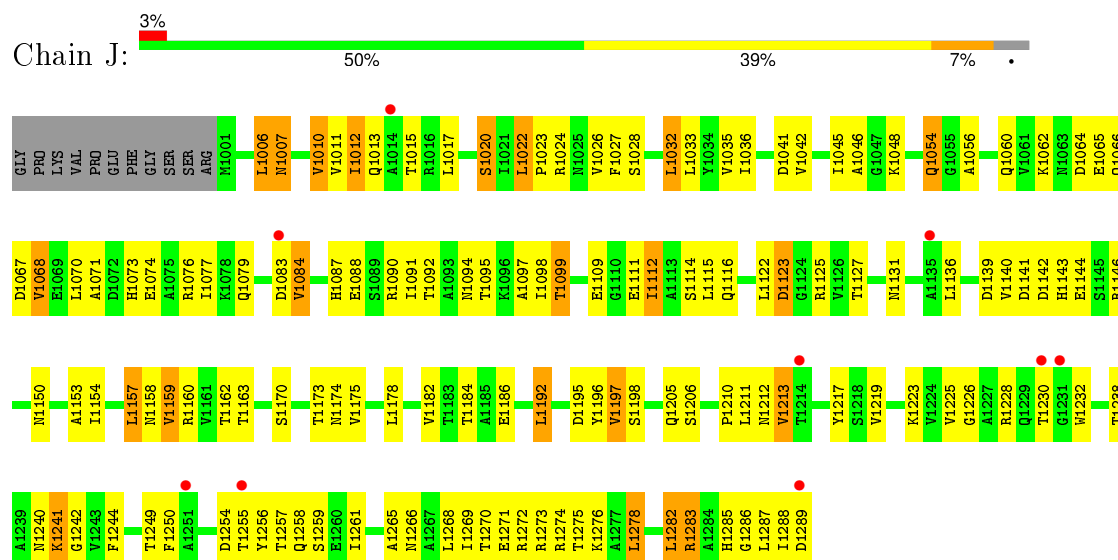 3%
Chain J:
50% 39% 7% •
GLY PRO LYS VAL PRO GLU PHE GLY SER SER ARG M1001 L1006 N1007 V1010 V1011 I1012 Q1013 A1014 T1015 R1016 L1017 S1020 I1021 L1022 P1023 R1024 N1025 V1026 F1027 S1028 L1032 L1033 Y1034 V1035 I1036 D1041 V1042 I1045 A1046 G1047 K1048 Q1054 G1055 A1056 Q1060 V1061 K1062 N1063 D1064 E1065 Q1066
D1067 V1068 E1069 L1070 A1071 D1072 H1073 E1074 A1075 R1076 I1077 K1078 Q1079 D1083 V1084 H1087 E1088 S1089 R1090 I1091 T1092 A1093 N1094 T1095 K1096 A1097 I1098 T1099 E1109 G1110 E1111 I1112 A1113 S1114 L1115 Q1116 L1122 D1123 G1124 R1125 V1126 T1127 N1131 A1135 L1136 D1139 V1140 D1141 D1142 H1143 E1144 S1145 R1146
N1150 A1153 I1154 L1157 N1158 V1159 R1160 V1161 T1162 T1163 S1170 T1173 N1174 V1175 L1178 V1182 T1183 T1184 A1185 E1186 L1192 D1195 Y1196 V1197 S1198 Q1205 S1206 P1210 L1211 N1212 V1213 T1214 Y1217 S1218 V1219 K1223 V1224 V1225 G1226 A1227 R1228 Q1229 T1230 G1231 W1232 T1238
A1239 N1240 K1241 G1242 V1243 F1244 T1249 F1250 A1251 D1254 T1255 Y1256 T1257 Q1258 S1259 E1260 I1261 A1265 N1266 A1267 L1268 I1269 T1270 E1271 R1272 R1273 R1274 T1275 K1276 A1277 L1278 L1282 R1283 A1284 H1285 G1286 L1287 I1288 D1289